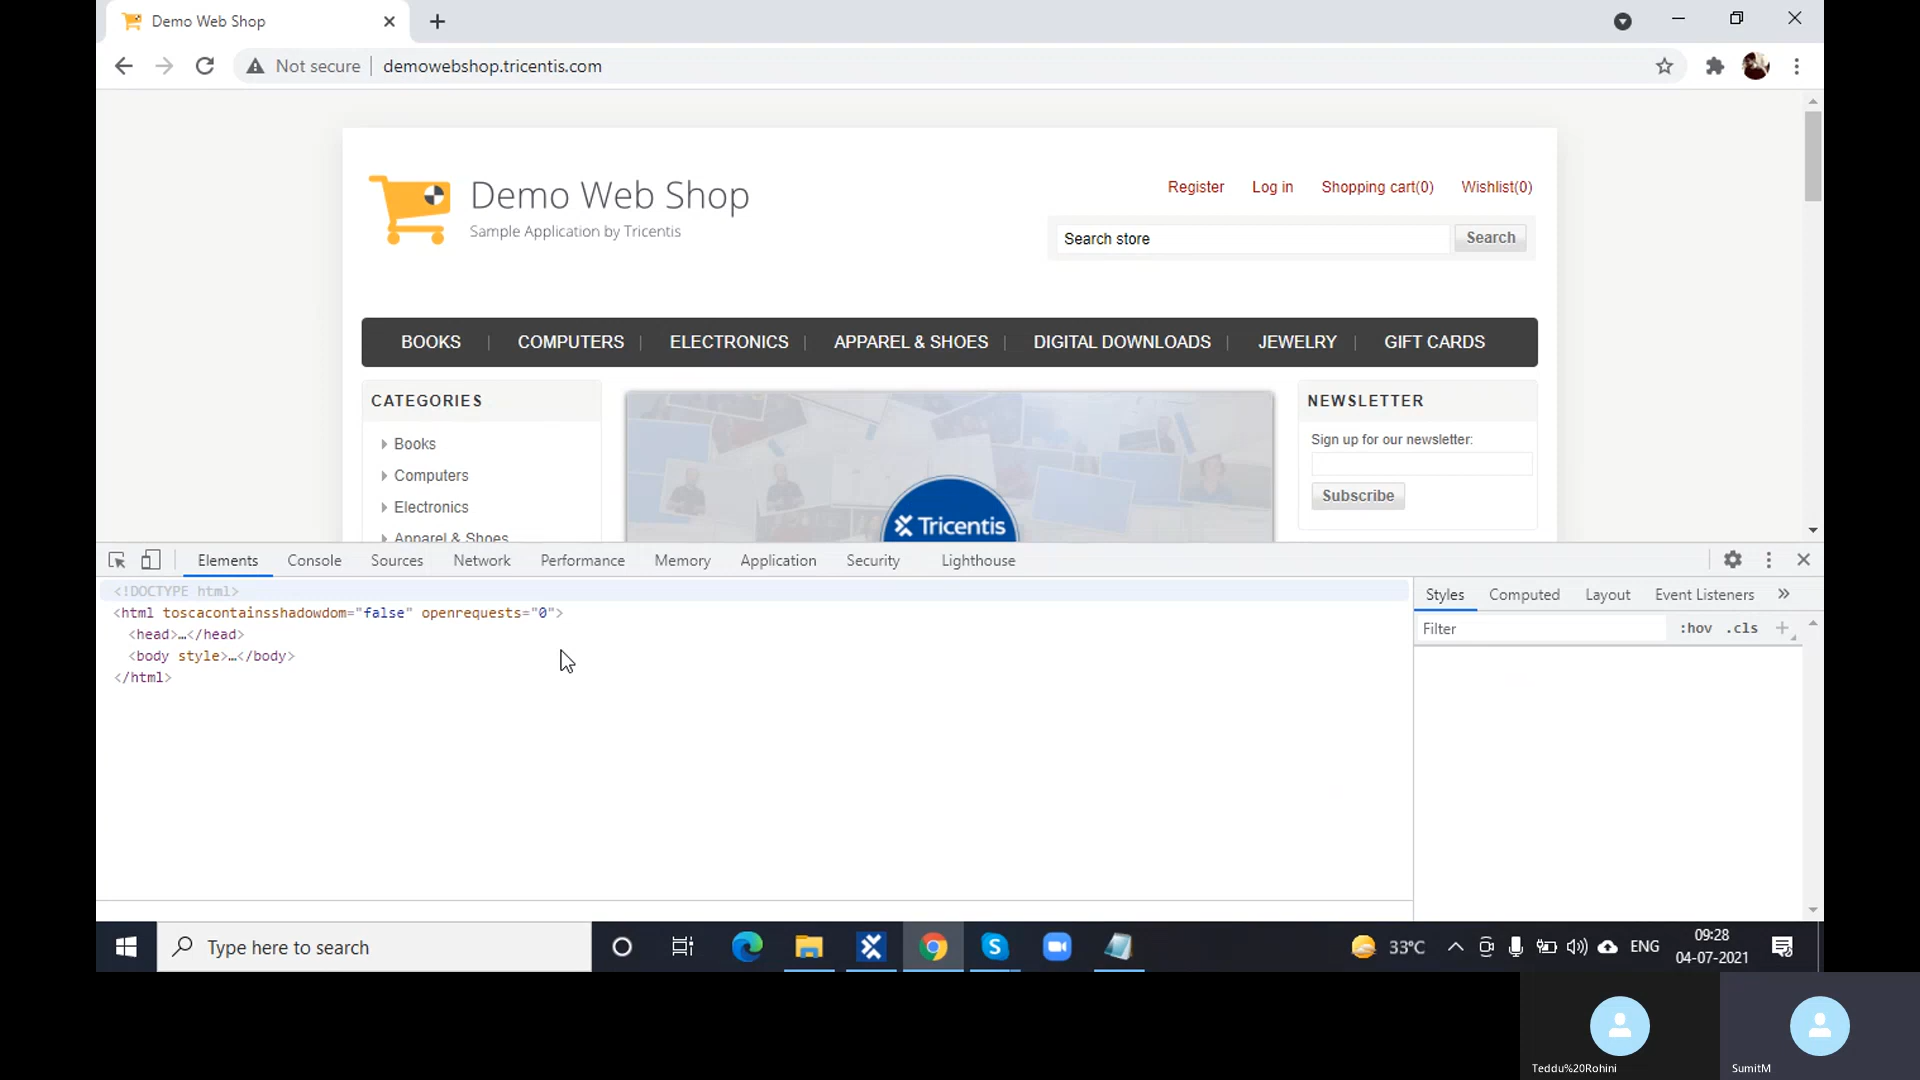 Demo Web Shop
Not secure
demowebshop.tricentis.com
Register
Log in
Shopping cart(0)
Wishlist(0)
Demo Web Shop
Sample Application by Tricentis
Search store
Search
BOOKS
COMPUTERS
ELECTRONICS
APPAREL & SHOES
DIGITAL DOWNLOADS
JEWELRY
GIFT CARDS
CATEGORIES
Books
Computers
Electronics
Apparel & Shoes
Tricentis
NEWSLETTER
Sign up for our newsletter:
Subscribe
Elements
Console
Sources
Network
Performance
Memory
Application
Security
Lighthouse
<!DOCTYPE html>
<html toscacontainsshadowdom="false" openrequests="0">
<head>…</head>
<body style>…</body>
</html>
Styles
Computed
Layout
Event Listeners
Filter
:hov
.cls
Type here to search
33°C
ENG
09:28
04-07-2021
Teddu%20Rohini
SumitM